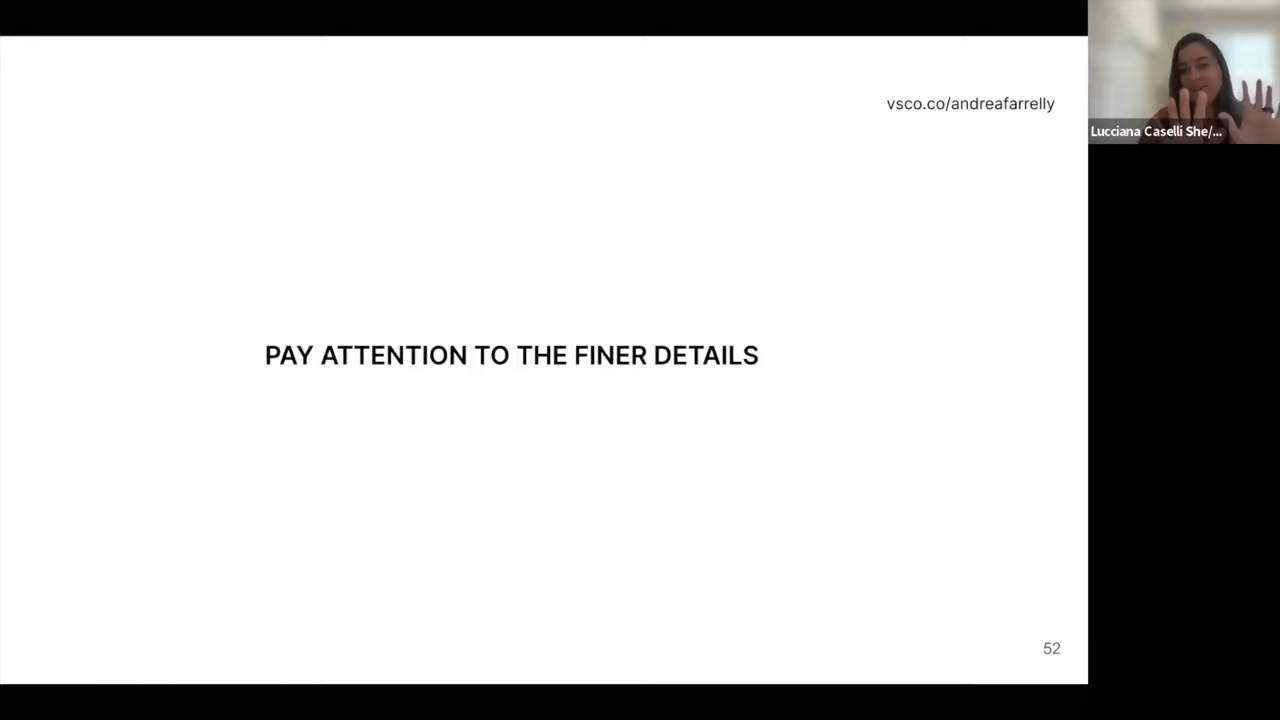 vsco.co/andreafarrelly
Lucciana Caselli She/...
PAY ATTENTION TO THE FINER DETAILS
52